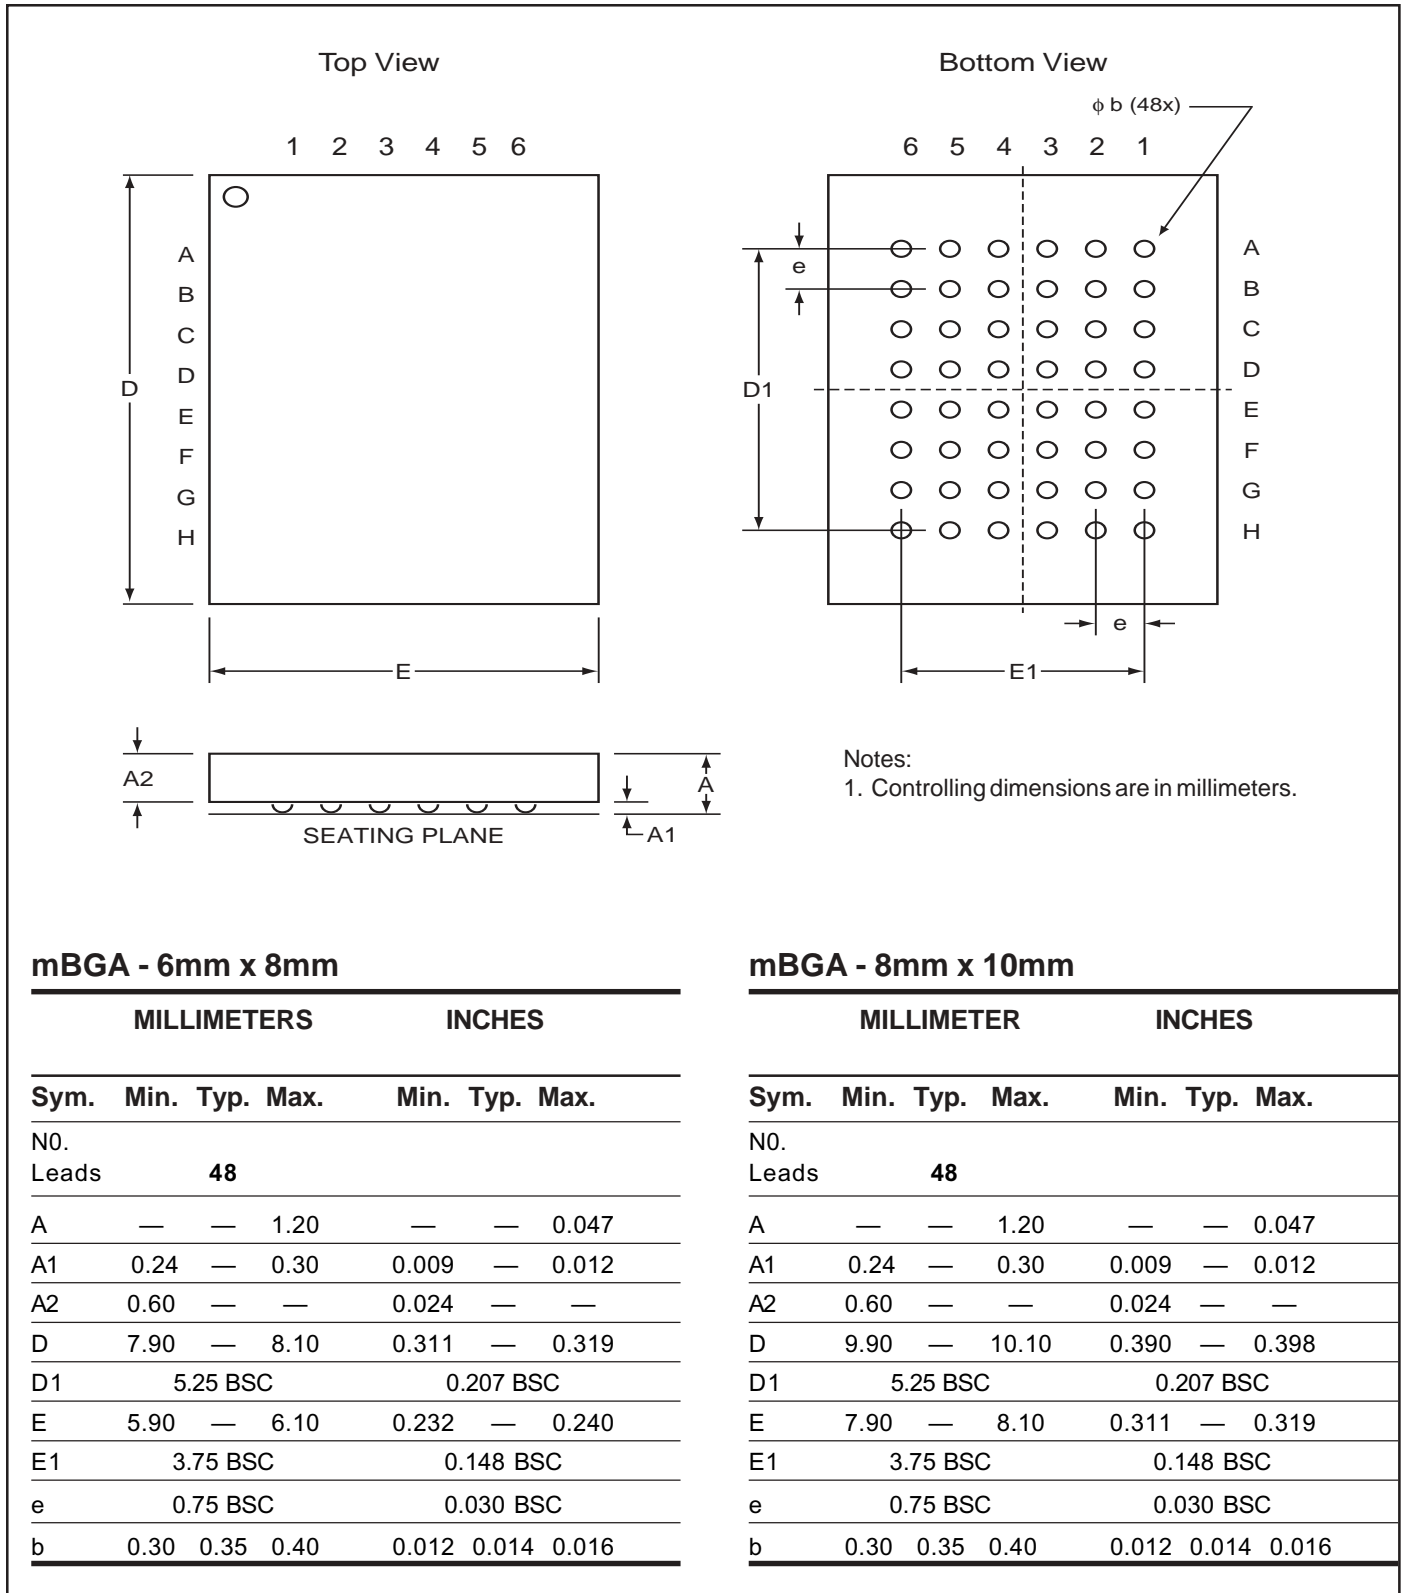 Top View
1 2 3 4 5 6
A
B
C
D
E
F
G
H
D
E
Bottom View
ϕ b (48x)
6 5 4 3 2 1
e
D1
A
B
C
D
E
F
G
H
e
E1
A2
A
A1
SEATING PLANE
Notes:
1. Controlling dimensions are in millimeters.
mBGA - 6mm x 8mm
MILLIMETERS INCHES
Sym. Min. Typ. Max. Min. Typ. Max.
N0.
Leads 48
A — — 1.20 — — 0.047
A1 0.24 — 0.30 0.009 — 0.012
A2 0.60 — — 0.024 — —
D 7.90 — 8.10 0.311 — 0.319
D1 5.25 BSC 0.207 BSC
E 5.90 — 6.10 0.232 — 0.240
E1 3.75 BSC 0.148 BSC
e 0.75 BSC 0.030 BSC
b 0.30 0.35 0.40 0.012 0.014 0.016
mBGA - 8mm x 10mm
MILLIMETER INCHES
Sym. Min. Typ. Max. Min. Typ. Max.
N0.
Leads 48
A — — 1.20 — — 0.047
A1 0.24 — 0.30 0.009 — 0.012
A2 0.60 — — 0.024 — —
D 9.90 — 10.10 0.390 — 0.398
D1 5.25 BSC 0.207 BSC
E 7.90 — 8.10 0.311 — 0.319
E1 3.75 BSC 0.148 BSC
e 0.75 BSC 0.030 BSC
b 0.30 0.35 0.40 0.012 0.014 0.016